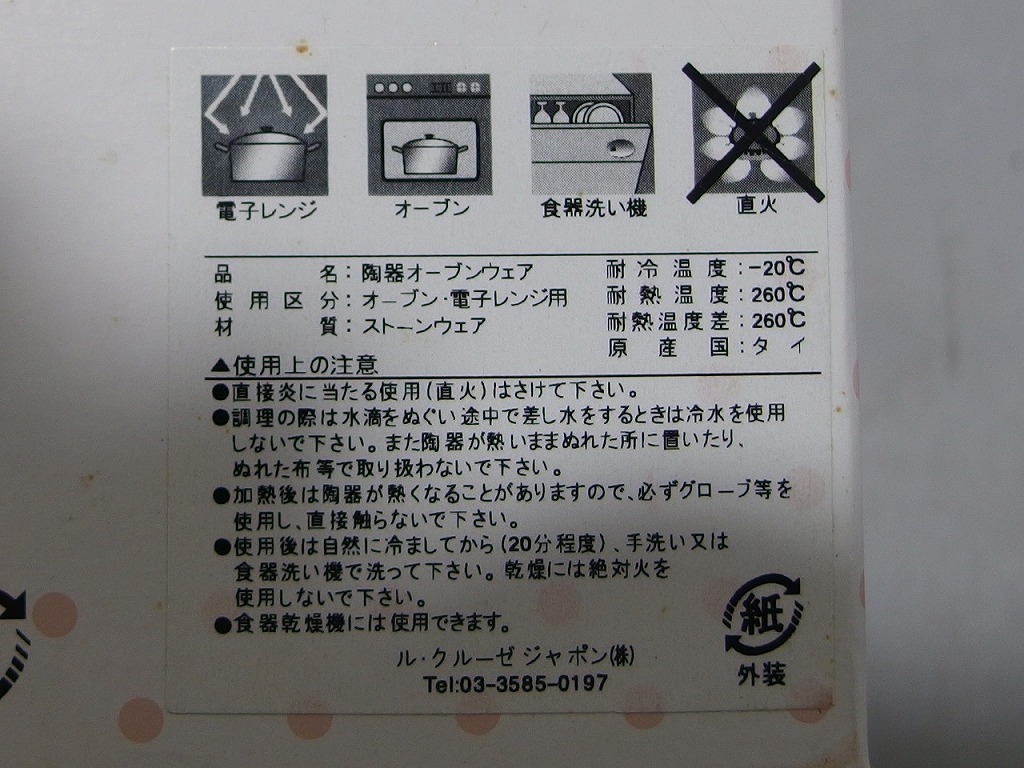 電子レンジ
オーブン
食器洗い機
直火
品名：陶器オーブンウェア
使用区分：オーブン・電子レンジ用
材質：ストーンウェア
耐冷温度：-20℃
耐熱温度：260℃
耐熱温度差：260℃
原産国：タイ
▲使用上の注意
●直接炎に当たる使用(直火)はさけて下さい。
●調理の際は水滴をぬぐい途中で差し水をするときは冷水を使用
しないで下さい。また陶器が熱いままぬれた所に置いたり、
ぬれた布等で取り扱わないで下さい。
●加熱後は陶器が熱くなることがありますので、必ずグローブ等を
使用し、直接触らないで下さい。
●使用後は自然に冷ましてから(20分程度)、手洗い又は
食器洗い機で洗って下さい。乾燥には絶対火を
使用しないで下さい。
●食器乾燥機には使用できます。
ル・クルーゼ ジャポン(株)
Tel:03-3585-0197
紙
外装